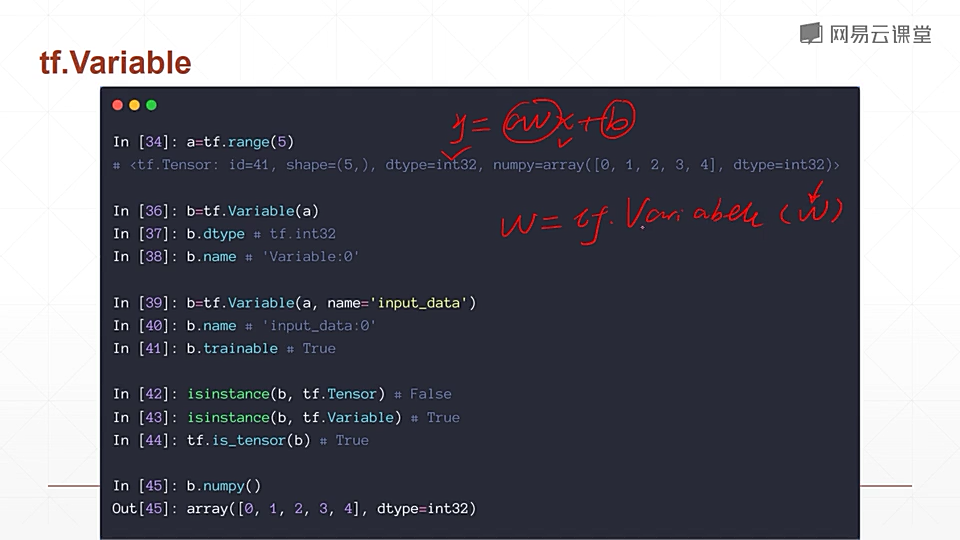 网易云课堂
tf.Variable
y = awx+b
In [34]: a=tf.range(5)
# <tf.Tensor: id=41, shape=(5,), dtype=int32, numpy=array([0, 1, 2, 3, 4], dtype=int32)>
w = tf.Variable (w)
In [36]: b=tf.Variable(a)
In [37]: b.dtype # tf.int32
In [38]: b.name # 'Variable:0'
In [39]: b=tf.Variable(a, name='input_data')
In [40]: b.name # 'input_data:0'
In [41]: b.trainable # True
In [42]: isinstance(b, tf.Tensor) # False
In [43]: isinstance(b, tf.Variable) # True
In [44]: tf.is_tensor(b) # True
In [45]: b.numpy()
Out[45]: array([0, 1, 2, 3, 4], dtype=int32)